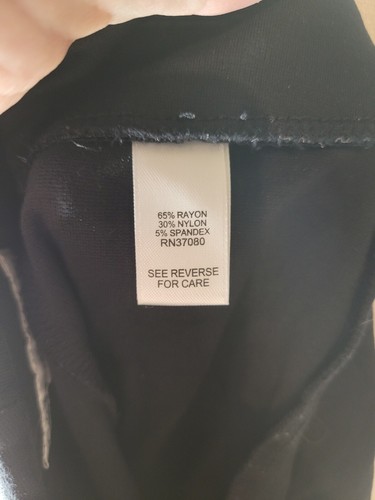 65% RAYON
30% NYLON
5% SPANDEX
RN37080
SEE REVERSE
FOR CARE